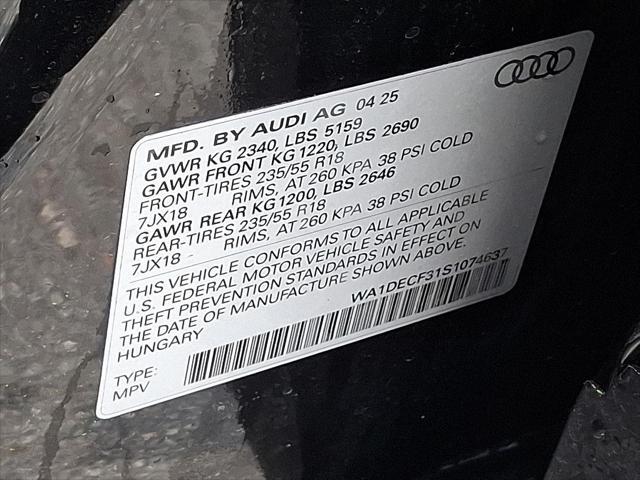 MFD. BY AUDI AG 04 25
GVWR KG 2340, LBS 5159
GAWR FRONT KG 1220, LBS 2690
FRONT-TIRES 235/55 R18
7JX18 RIMS, AT 260 KPA 38 PSI COLD
GAWR REAR KG1200, LBS 2646
REAR-TIRES 235/55 R18
7JX18 RIMS, AT 260 KPA 38 PSI COLD
THIS VEHICLE CONFORMS TO ALL APPLICABLE
U.S. FEDERAL MOTOR VEHICLE SAFETY AND
THEFT PREVENTION STANDARDS IN EFFECT ON
THE DATE OF MANUFACTURE SHOWN ABOVE.
HUNGARY
WA1DECF31S1074637
TYPE:
MPV